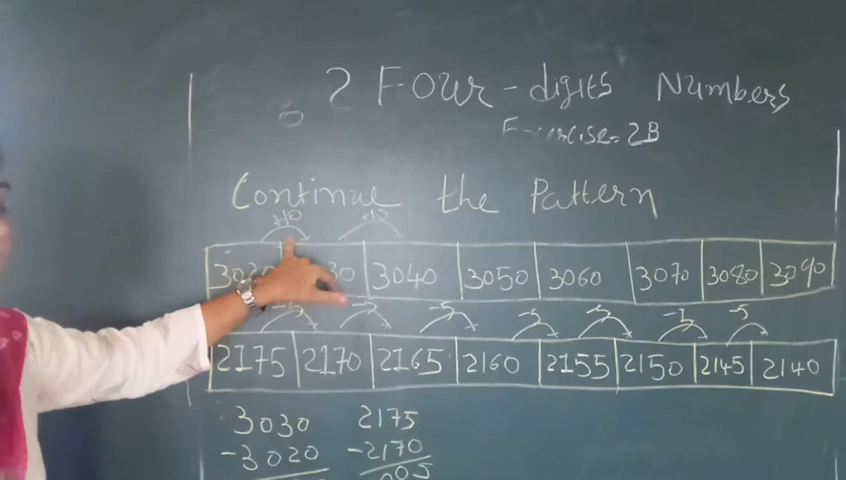 2 Four-digits Numbers
Exercise=2B
Continue the Pattern
+10 +10
3020 3040 3050 3060 3070 3080 3090
-5 -5 -5 -5 -5 -5 -5
2175 2170 2165 2160 2155 2150 2145 2140
3030 2175
-3020 -2170
005